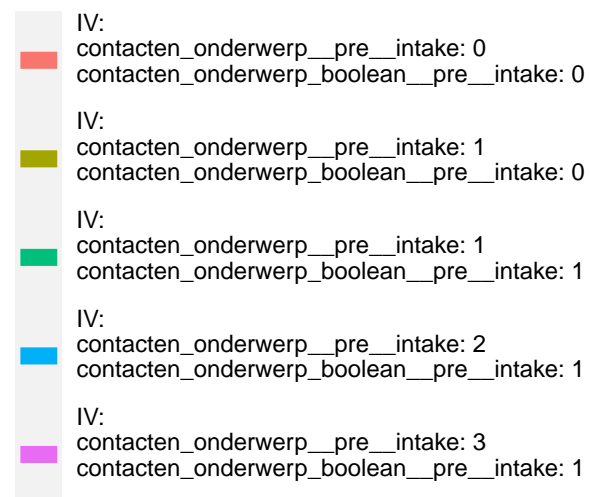 IV:
contacten_onderwerp__pre__intake: 0
contacten_onderwerp_boolean__pre__intake: 0
IV:
contacten_onderwerp__pre__intake: 1
contacten_onderwerp_boolean__pre__intake: 0
IV:
contacten_onderwerp__pre__intake: 1
contacten_onderwerp_boolean__pre__intake: 1
IV:
contacten_onderwerp__pre__intake: 2
contacten_onderwerp_boolean__pre__intake: 1
IV:
contacten_onderwerp__pre__intake: 3
contacten_onderwerp_boolean__pre__intake: 1